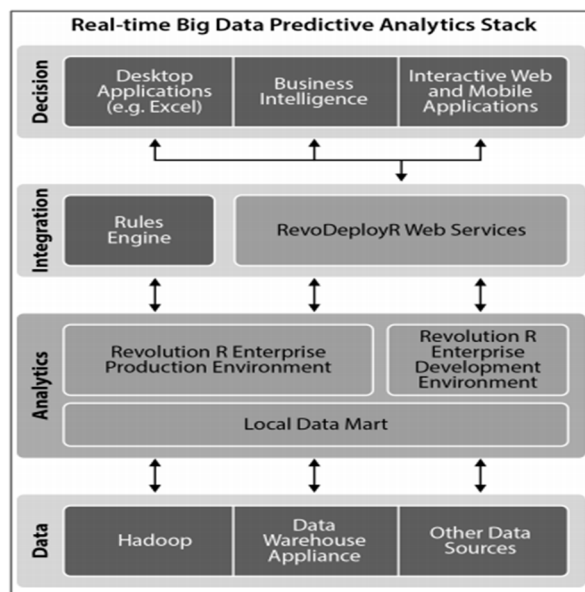 Real-time Big Data Predictive Analytics Stack
Decision
Desktop
Applications
(e.g. Excel)
Business
Intelligence
Interactive Web
and Mobile
Applications
Integration
Rules
Engine
RevoDeployR Web Services
Analytics
Revolution R Enterprise
Production Environment
Revolution R
Enterprise
Development
Environment
Local Data Mart
Data
Hadoop
Data
Warehouse
Appliance
Other Data
Sources